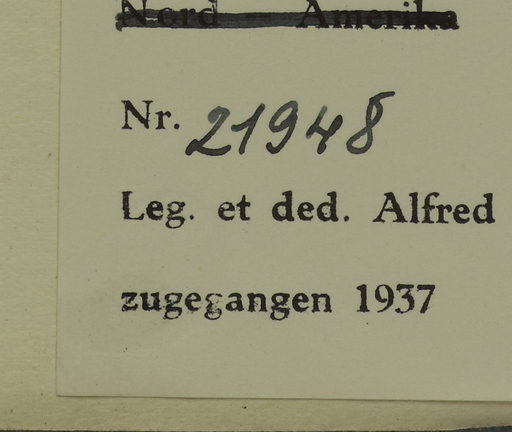 Nord - Amerika
Nr. 21948
Leg. et ded. Alfred
zugegangen 1937